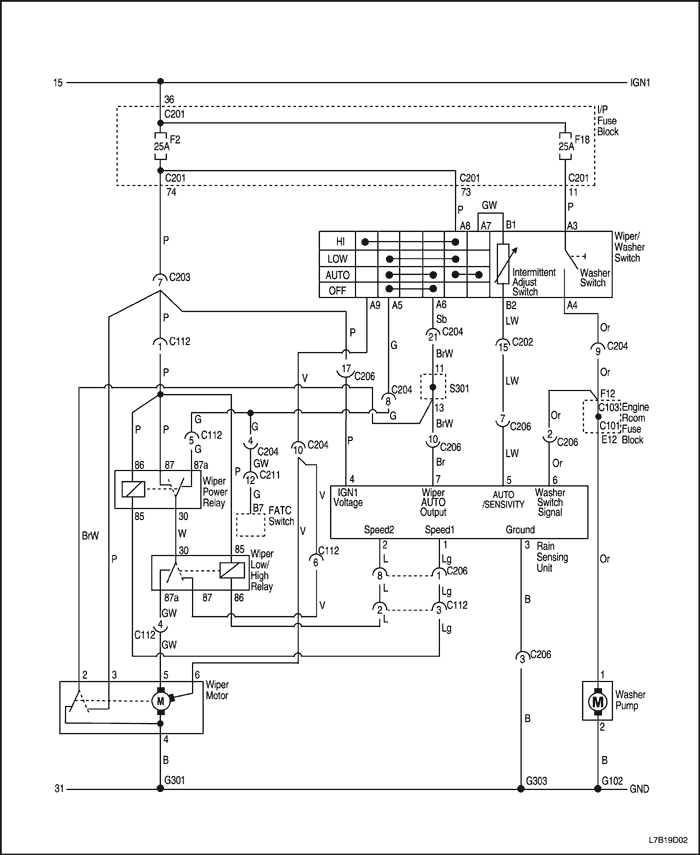 15 IGN1
36
C201
I/P
Fuse
Block
F2
25A
F18
25A
C201
74
C201
73
C201
11
P
P
GW
P
A8 A7 B1 A3
HI
LOW
AUTO
OFF
Intermittent
Adjust
Switch
Washer
Switch
Wiper/
Washer
Switch
A9 A5 A6 B2 A4
7 C203
P
P
C112
P
Sb
C204
21
BrW
G
LW
C202
15
LW
Or
9 C204
Or
17
C206
V
11
S301
13
C204
8
G
BrW
10
C206
Br
7
C206
LW
F12
C103
C101
E12
Engine
Room
Fuse
Block
Or
2
C206
Or
P P
G
5 C112
G
G
4
C204
GW
P
C211
12
G
B7
FATC
Switch
10 C204
V
V
P
86 87 87a
Wiper
Power
Relay
85 30
W
4 7 5 6
IGN1
Voltage
Wiper
AUTO
Output
AUTO
/SENSIVITY
Washer
Switch
Signal
Speed2 Speed1 Ground
2 1 3
Rain
Sensing
Unit
BrW
P
30 85
Wiper
Low/
High
Relay
87a 87 86
C112
6
V
L Lg
8 1 C206
L Lg
2 3 C112
L Lg
B
Or
GW
4
C112
GW
3 C206
B
2 3 5 6
Wiper
Motor
M
4
B
1
Washer
Pump
M
2
B
31 G301 G303 G102 GND
L7B19D02